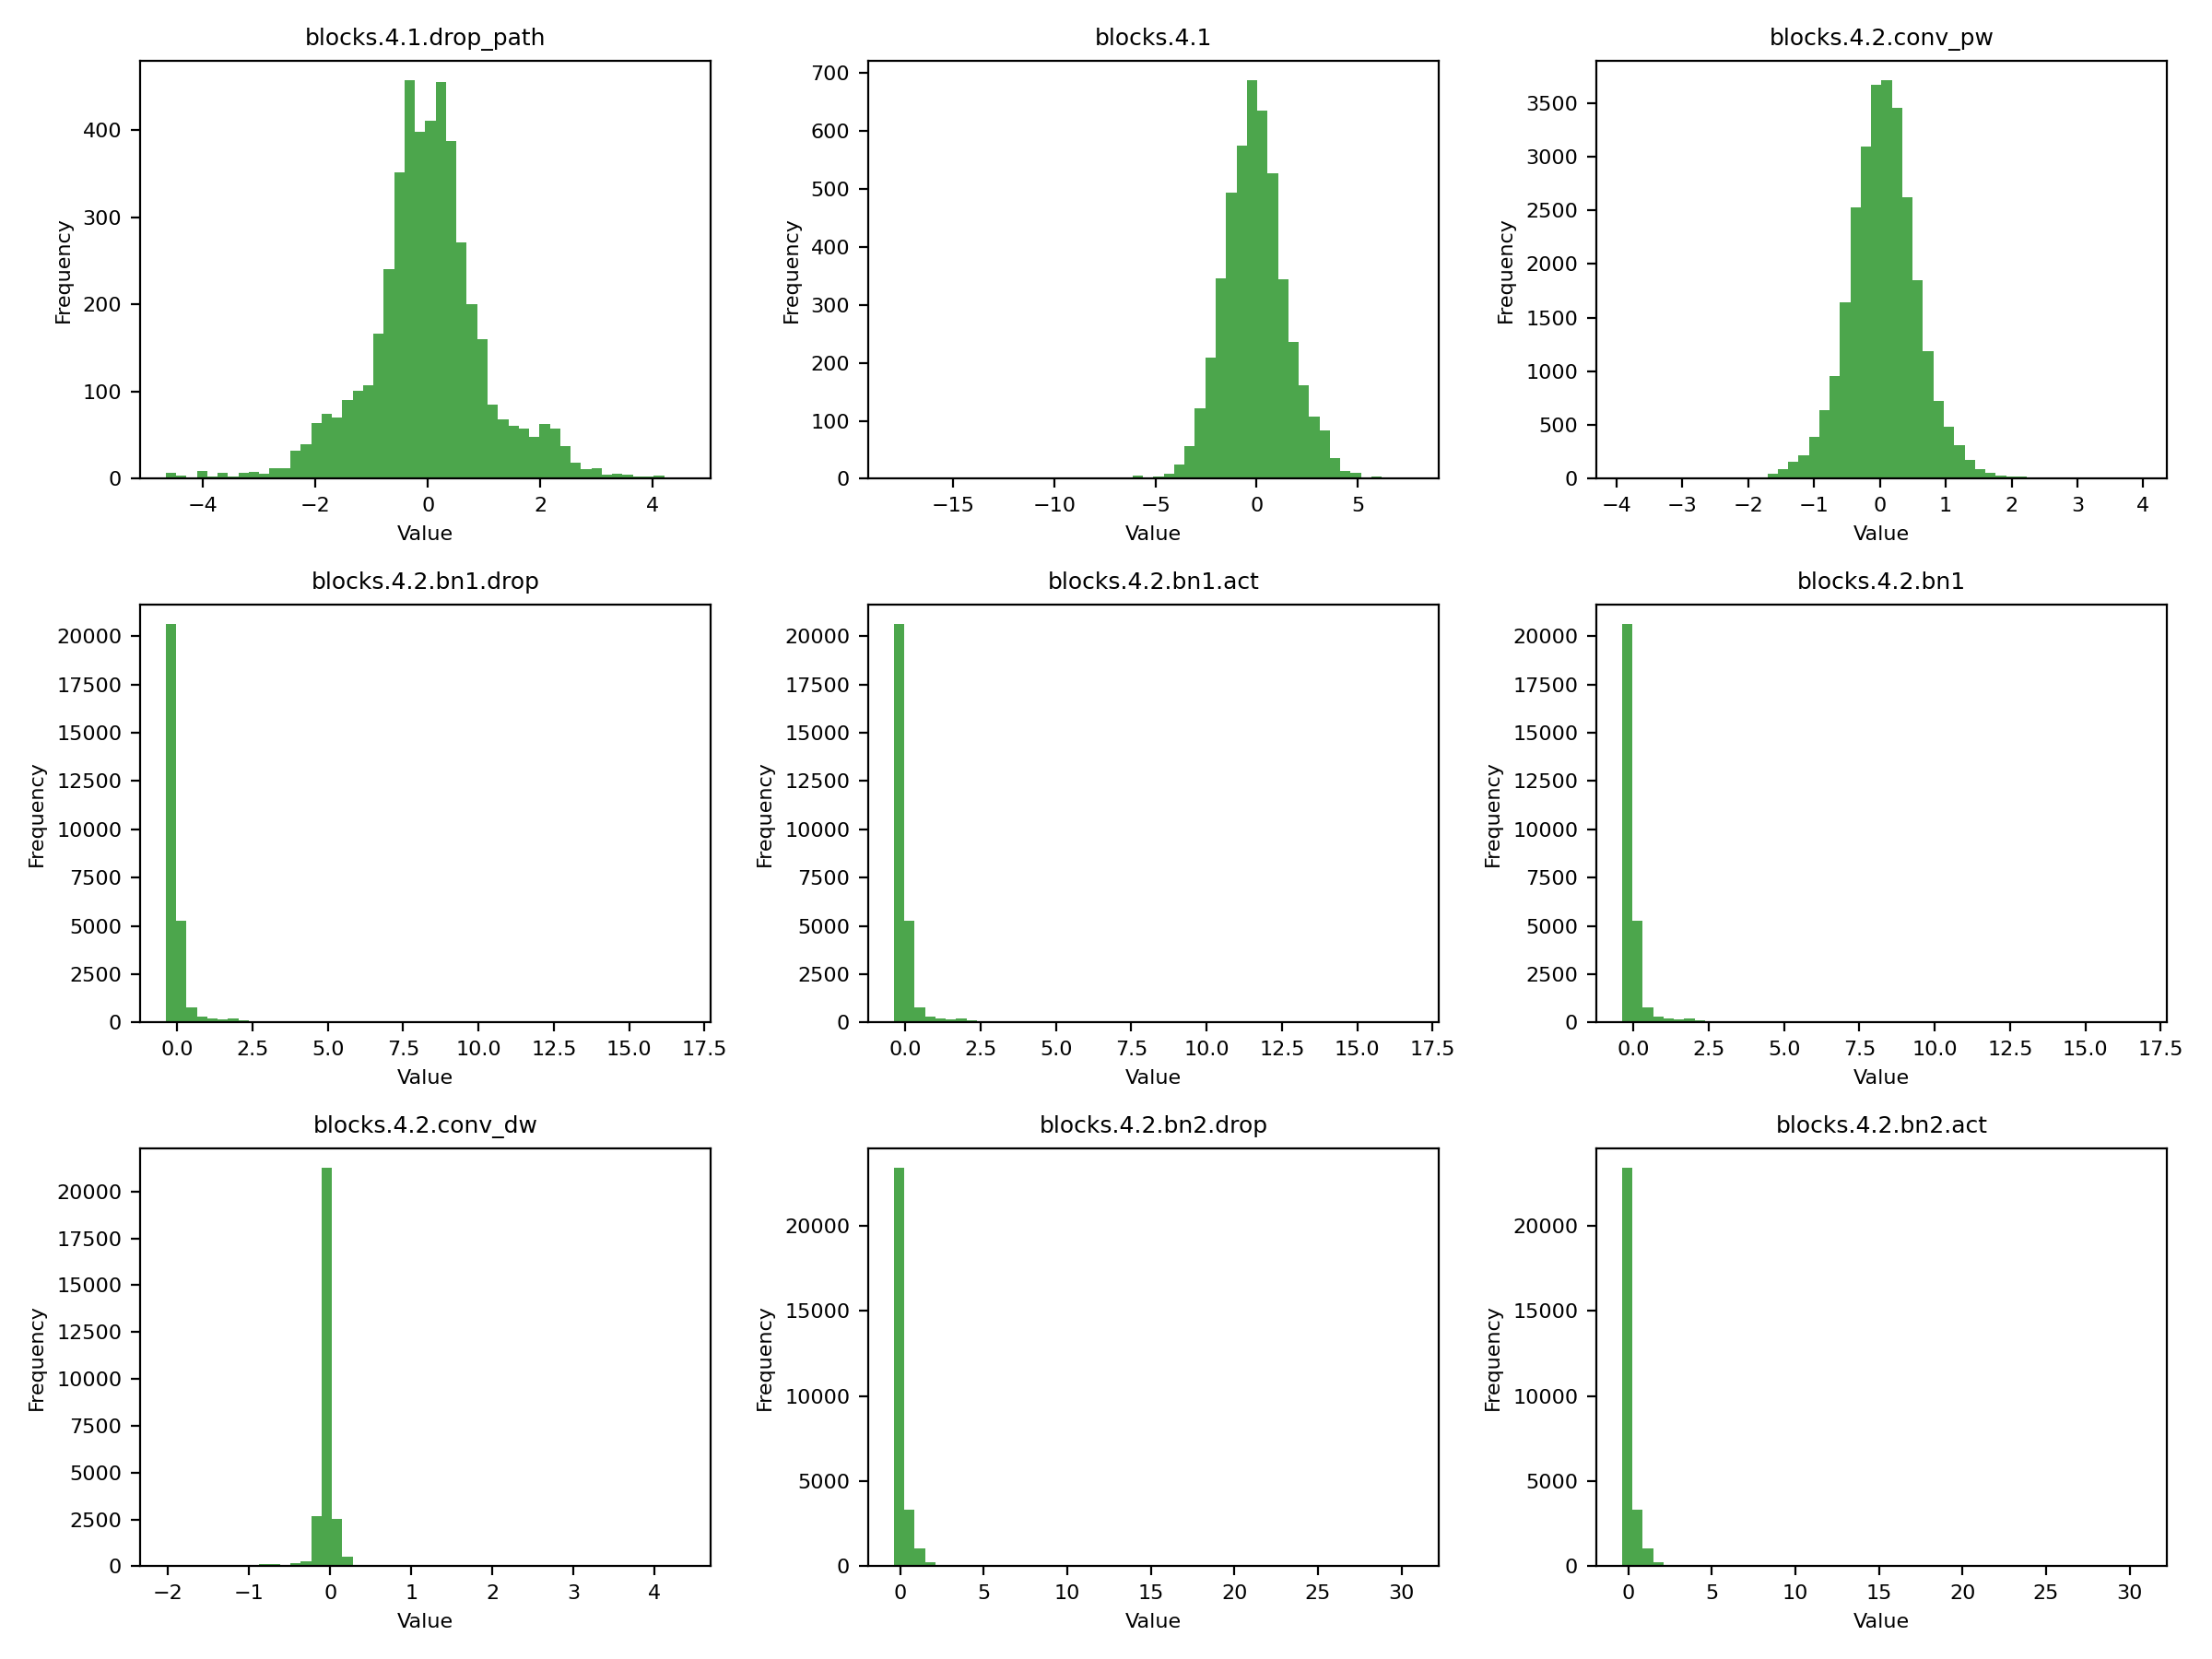 blocks.4.1.drop_path
400
300
200
100
0
Frequency
−4 −2 0 2 4
Value
blocks.4.1
700
600
500
400
300
200
100
0
Frequency
−15 −10 −5 0 5
Value
blocks.4.2.conv_pw
3500
3000
2500
2000
1500
1000
500
0
Frequency
−4 −3 −2 −1 0 1 2 3 4
Value
blocks.4.2.bn1.drop
20000
17500
15000
12500
10000
7500
5000
2500
0
Frequency
0.0 2.5 5.0 7.5 10.0 12.5 15.0 17.5
Value
blocks.4.2.bn1.act
20000
17500
15000
12500
10000
7500
5000
2500
0
Frequency
0.0 2.5 5.0 7.5 10.0 12.5 15.0 17.5
Value
blocks.4.2.bn1
20000
17500
15000
12500
10000
7500
5000
2500
0
Frequency
0.0 2.5 5.0 7.5 10.0 12.5 15.0 17.5
Value
blocks.4.2.conv_dw
20000
17500
15000
12500
10000
7500
5000
2500
0
Frequency
−2 −1 0 1 2 3 4
Value
blocks.4.2.bn2.drop
20000
15000
10000
5000
0
Frequency
0 5 10 15 20 25 30
Value
blocks.4.2.bn2.act
20000
15000
10000
5000
0
Frequency
0 5 10 15 20 25 30
Value